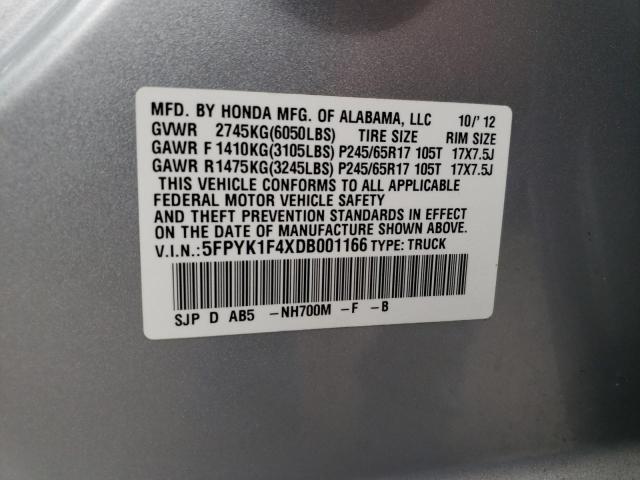 MFD. BY HONDA MFG. OF ALABAMA, LLC 10/' 12
GVWR 2745KG(6050LBS) TIRE SIZE RIM SIZE
GAWR F 1410KG(3105LBS) P245/65R17 105T 17X7.5J
GAWR R1475KG(3245LBS) P245/65R17 105T 17X7.5J
THIS VEHICLE CONFORMS TO ALL APPLICABLE
FEDERAL MOTOR VEHICLE SAFETY
AND THEFT PREVENTION STANDARDS IN EFFECT
ON THE DATE OF MANUFACTURE SHOWN ABOVE.
V.I.N.:5FPYK1F4XDB001166 TYPE: TRUCK
SJP D AB5 -NH700M -F -B